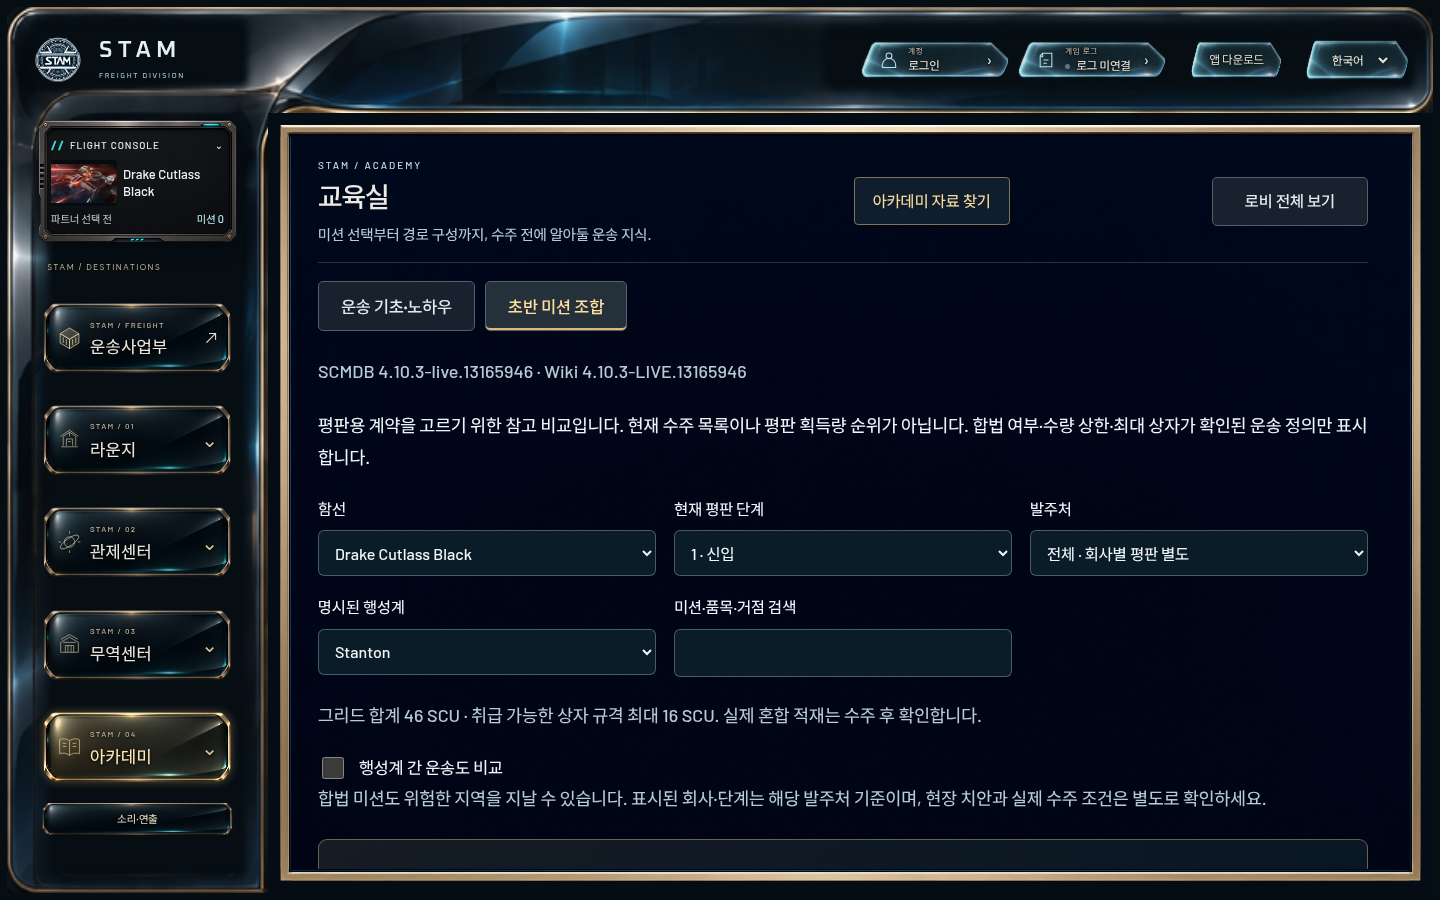 STAM
STAM
FREIGHT DIVISION
계정
로그인
게임 로그
로그 미연결
앱 다운로드
한국어
// FLIGHT CONSOLE
Drake Cutlass
Black
파트너 선택 전
미션 0
STAM / DESTINATIONS
STAM / FREIGHT
운송사업부
STAM / 01
라운지
STAM / 02
관제센터
STAM / 03
무역센터
STAM / 04
아카데미
소리·연출
STAM / ACADEMY
교육실
미션 선택부터 경로 구성까지, 수주 전에 알아둘 운송 지식.
아카데미 자료 찾기
로비 전체 보기
운송 기초·노하우
초반 미션 조합
SCMDB 4.10.3-live.13165946 · Wiki 4.10.3-LIVE.13165946
평판용 계약을 고르기 위한 참고 비교입니다. 현재 수주 목록이나 평판 획득량 순위가 아닙니다. 합법 여부·수량 상한·최대 상자가 확인된 운송 정의만 표시
합니다.
함선
현재 평판 단계
발주처
Drake Cutlass Black
1 · 신입
전체 · 회사별 평판 별도
명시된 행성계
미션·품목·거점 검색
Stanton
그리드 합계 46 SCU · 취급 가능한 상자 규격 최대 16 SCU. 실제 혼합 적재는 수주 후 확인합니다.
행성계 간 운송도 비교
합법 미션도 위험한 지역을 지날 수 있습니다. 표시된 회사·단계는 해당 발주처 기준이며, 현장 치안과 실제 수주 조건은 별도로 확인하세요.